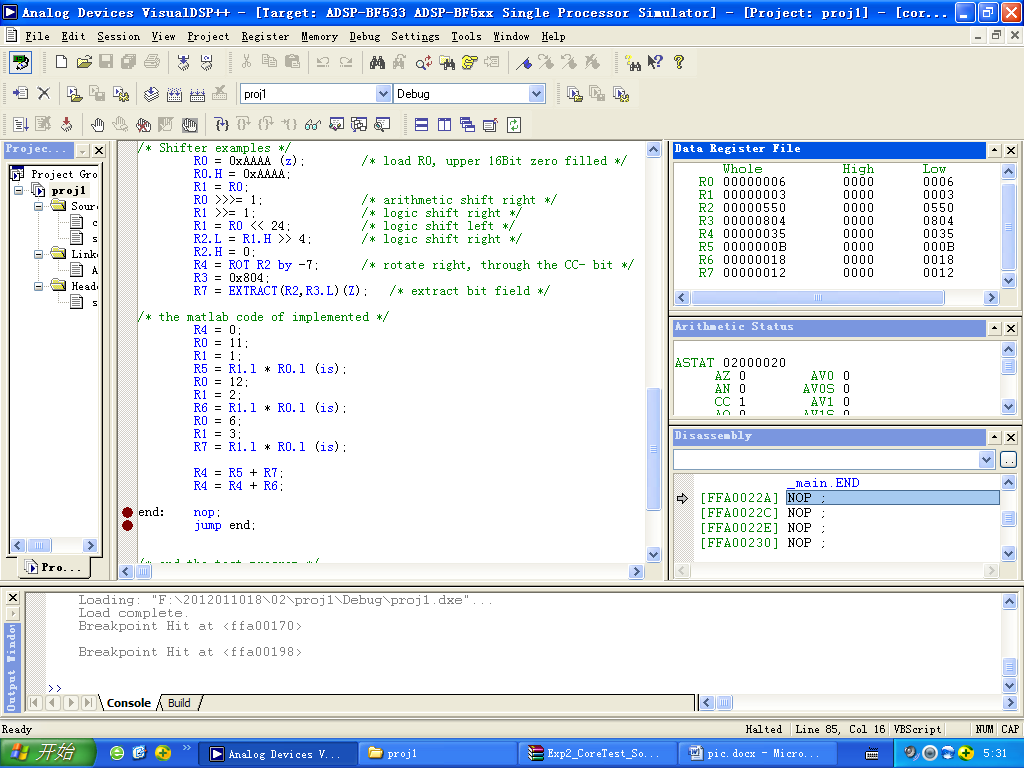 Analog Devices VisualDSP++ - [Target: ADSP-BF533 ADSP-BF5xx Single Processor Simulator] - [Project: proj1] - [cor...
File Edit Session View Project Register Memory Debug Settings Tools Window Help
proj1 Debug
Projec...
Project Gro
proj1
Sour
c
s
Link
A
Head
s
Pro...
/* Shifter examples */
R0 = 0xAAAA (z); /* load R0, upper 16Bit zero filled */
R0.H = 0xAAAA;
R1 = R0;
R0 >>>= 1; /* arithmetic shift right */
R1 >>= 1; /* logic shift right */
R1 = R0 << 24; /* logic shift left */
R2.L = R1.H >> 4; /* logic shift right */
R2.H = 0;
R4 = ROT R2 by -7; /* rotate right, through the CC- bit */
R3 = 0x804;
R7 = EXTRACT(R2,R3.L)(Z); /* extract bit field */
/* the matlab code of implemented */
R4 = 0;
R0 = 11;
R1 = 1;
R5 = R1.l * R0.l (is);
R0 = 12;
R1 = 2;
R6 = R1.l * R0.l (is);
R0 = 6;
R1 = 3;
R7 = R1.l * R0.l (is);
R4 = R5 + R7;
R4 = R4 + R6;
end: nop;
jump end;
/* end the test program */
Data Register File
Whole High Low
R0 00000006 0000 0006
R1 00000003 0000 0003
R2 00000550 0000 0550
R3 00000804 0000 0804
R4 00000035 0000 0035
R5 0000000B 0000 000B
R6 00000018 0000 0018
R7 00000012 0000 0012
Arithmetic Status
ASTAT 02000020
AZ 0 AV0 0
AN 0 AV0S 0
CC 1 AV1 0
AQ 0 AV1S 0
Disassembly
_main.END
[FFA0022A] NOP ;
[FFA0022C] NOP ;
[FFA0022E] NOP ;
[FFA00230] NOP ;
Output Window
Loading: "F:\2012011018\02\proj1\Debug\proj1.dxe"...
Load complete.
Breakpoint Hit at <ffa00170>
Breakpoint Hit at <ffa00198>
>>
Console Build
Ready Halted Line 85, Col 16 VBScript NUM CAP
开始 Analog Devices V... proj1 Exp2_CoreTest_So... pic.docx - Micro... 5:31